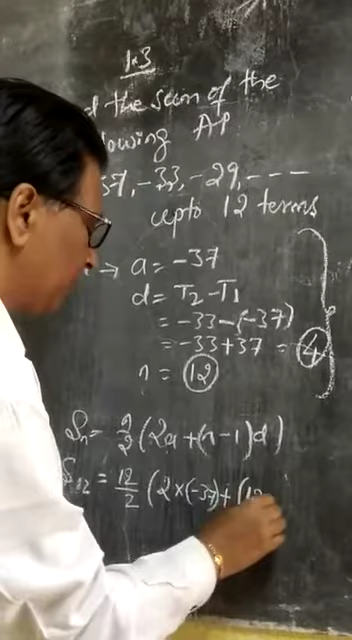 1.3
the sum of the
owing AP
37, -33, -29, ---
upto 12 terms
→ a = -37
d = T₂ - T₁
= -33 - (-37)
= -33 + 37 = 4
n = 12
Sₙ = n/2 (2a + (n - 1)d)
S₁₂ = 12/2 (2 × (-37) + (12